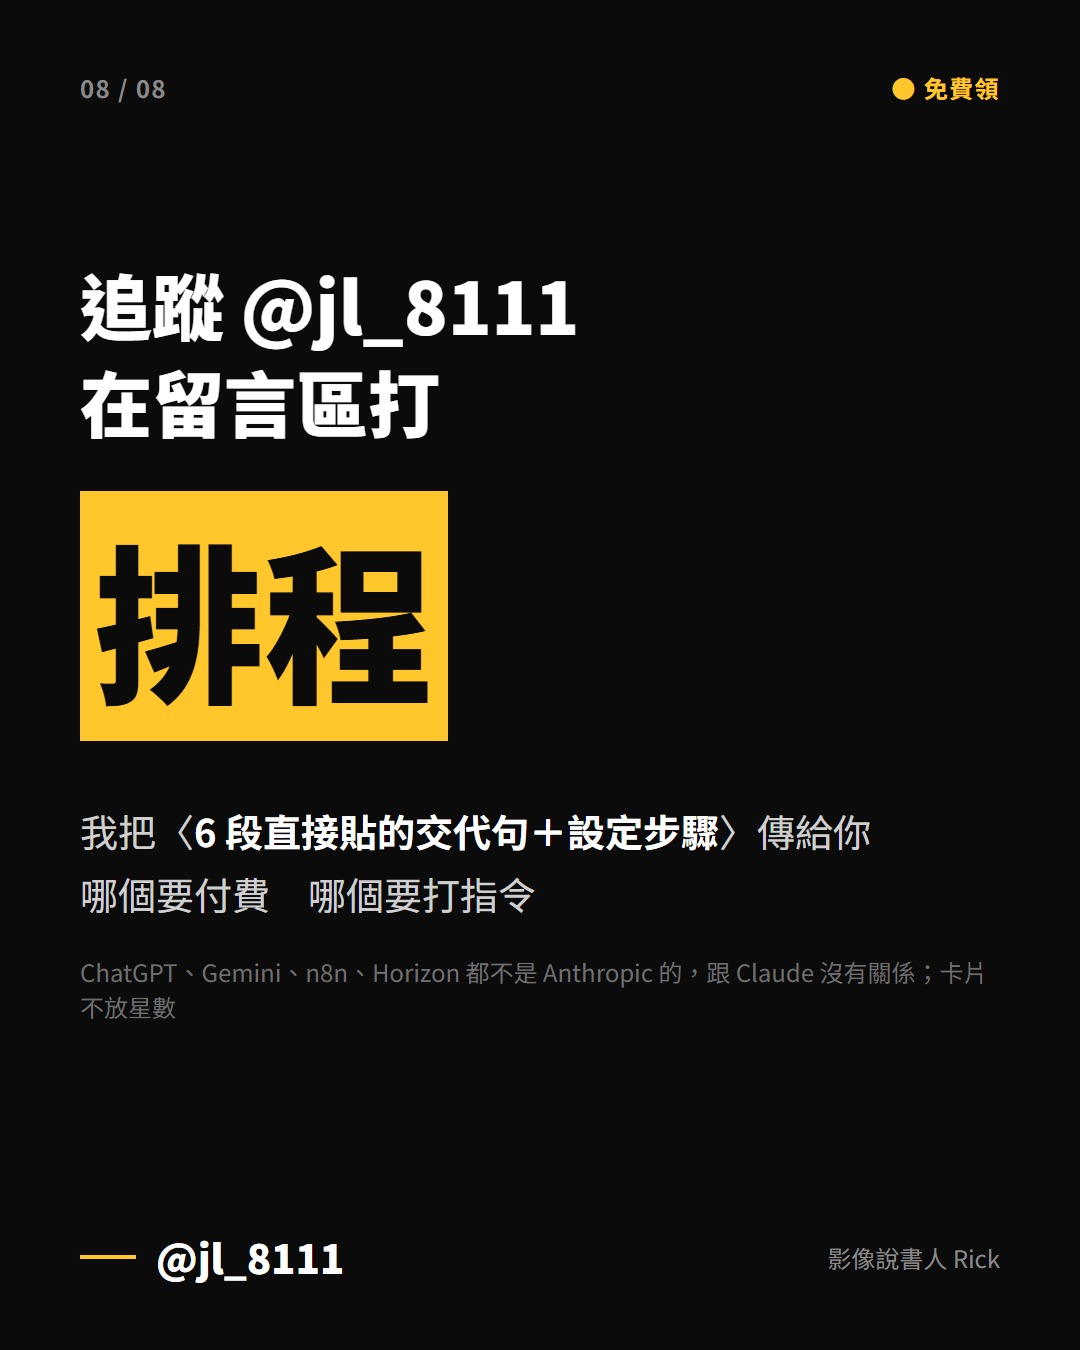 08 / 08
免費領
追蹤 @jl_8111
在留言區打
排程
我把〈6 段直接貼的交代句＋設定步驟〉傳給你
哪個要付費　哪個要打指令
ChatGPT、Gemini、n8n、Horizon 都不是 Anthropic 的，跟 Claude 沒有關係；卡片
不放星數
@jl_8111
影像說書人 Rick